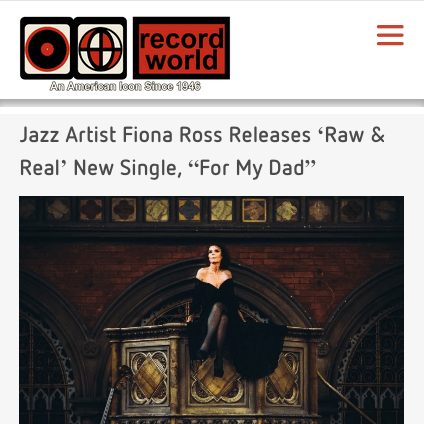 record
world
An American Icon Since 1946
Jazz Artist Fiona Ross Releases ‘Raw &
Real’ New Single, “For My Dad”